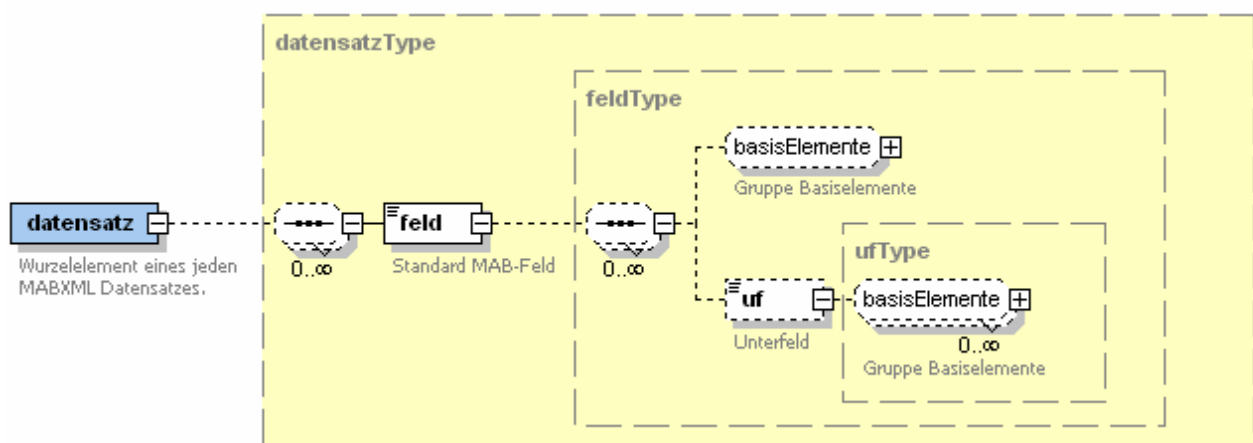 datensatzType
feldType
basisElemente
Gruppe Basiselemente
datensatz
feld
0..∞
Standard MAB-Feld
0..∞
Wurzelelement eines jeden
MABXML Datensatzes.
ufType
uf
basisElemente
Unterfeld
0..∞
Gruppe Basiselemente